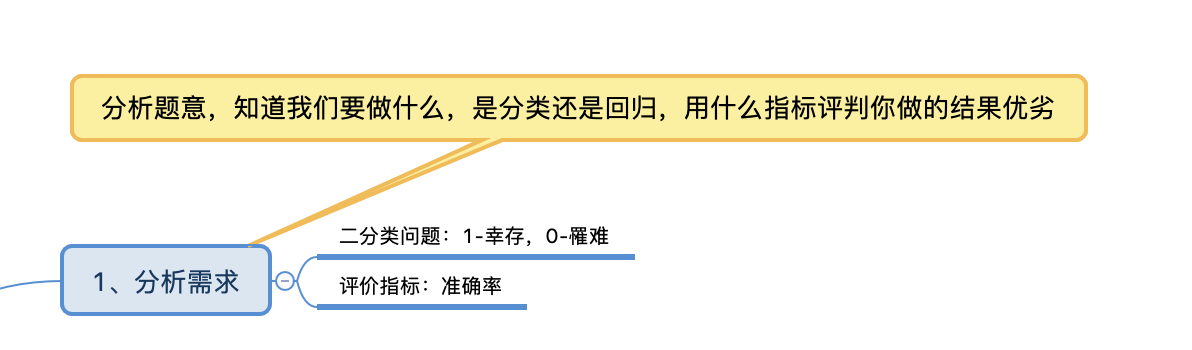 分析题意，知道我们要做什么，是分类还是回归，用什么指标评判你做的结果优劣
1、分析需求
二分类问题：1-幸存，0-罹难
评价指标：准确率